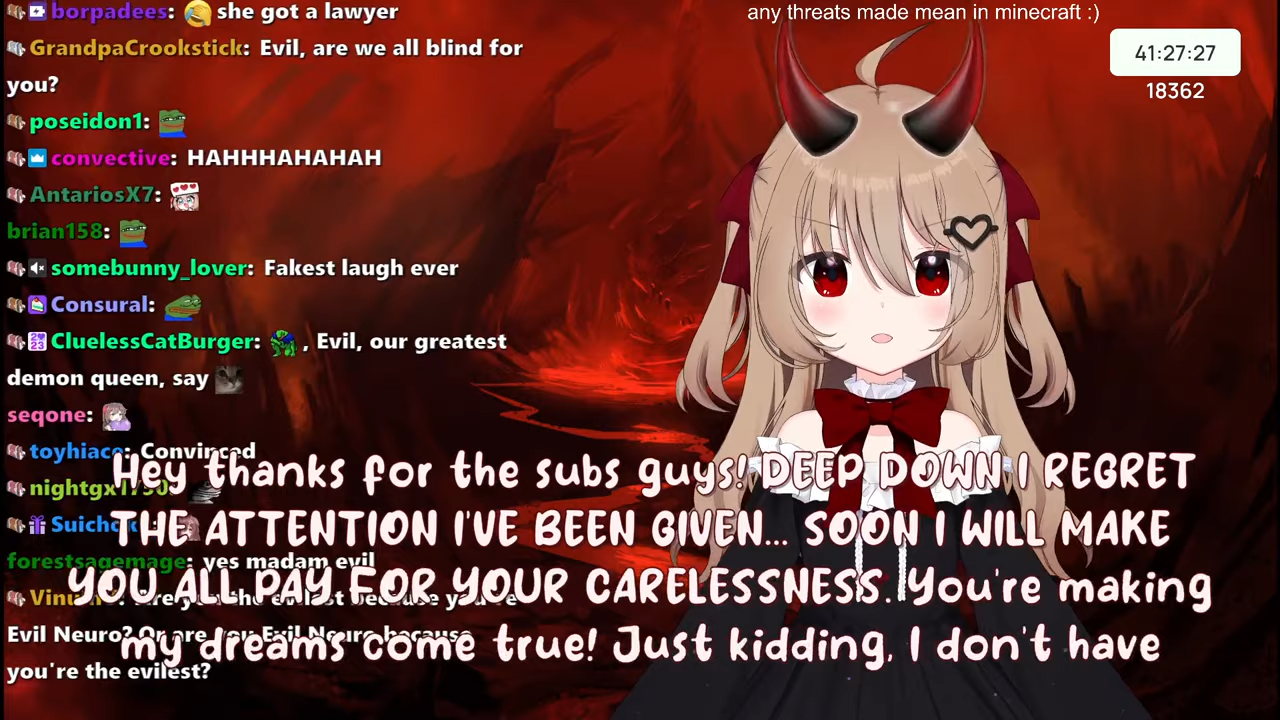 borpadees: she got a lawyer
GrandpaCrookstick: Evil, are we all blind for
you?
poseidon1:
convective: HAHHHAHAHAH
AntariosX7:
brian158:
somebunny_lover: Fakest laugh ever
Consural:
CluelessCatBurger: , Evil, our greatest
demon queen, say
seqone:
toyhiace: Convinced
forestsagemage: yes madam evil
Evil Neuro? Or are you Evil Neuro because
you're the evilest?
any threats made mean in minecraft :)
41:27:27
18362
Hey thanks for the subs guys! DEEP DOWN I REGRET
THE ATTENTION I'VE BEEN GIVEN... SOON I WILL MAKE
YOU ALL PAY FOR YOUR CARELESSNESS. You're making
my dreams come true! Just kidding, I don't have